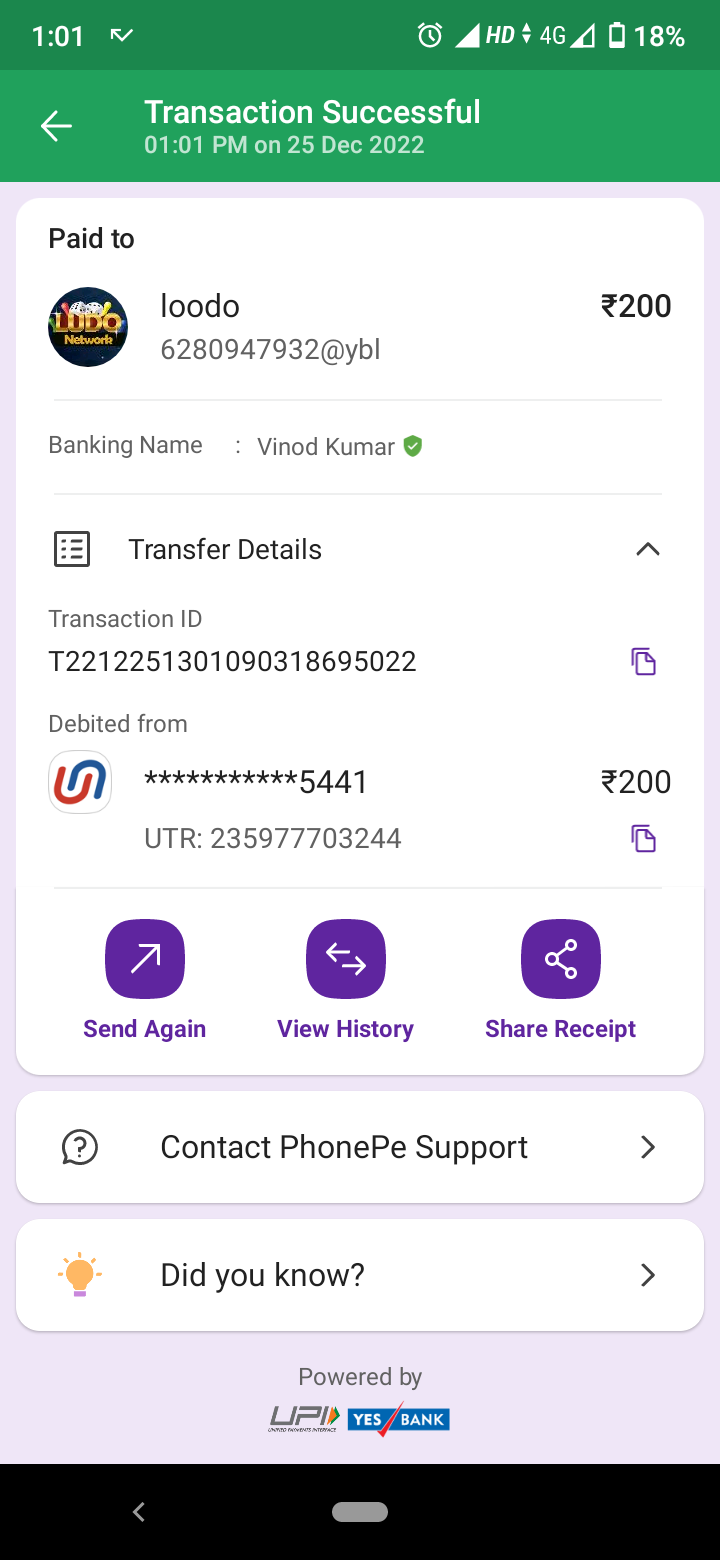 1:01 HD 4G 18%
Transaction Successful
01:01 PM on 25 Dec 2022
Paid to
LUDO
Network
loodo ₹200
6280947932@ybl
Banking Name : Vinod Kumar
Transfer Details
Transaction ID
T2212251301090318695022
Debited from
***********5441 ₹200
UTR: 235977703244
Send Again View History Share Receipt
Contact PhonePe Support
Did you know?
Powered by
UPI YES BANK
UNIFIED PAYMENTS INTERFACE